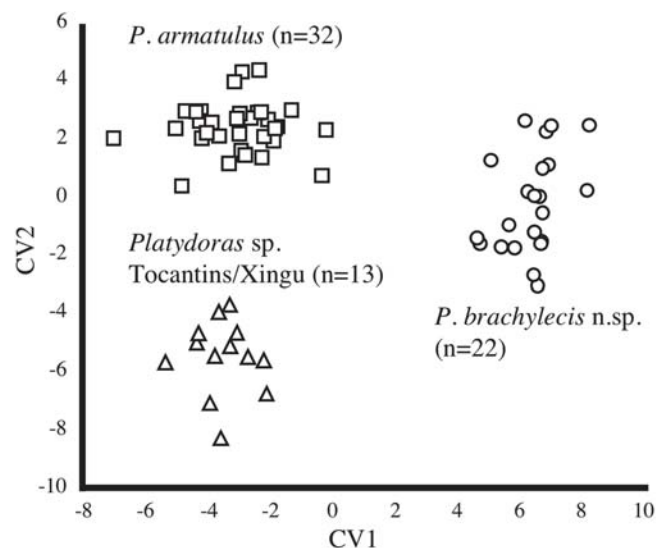 6
P. armatulus (n=32)
4
2
0
CV2
-2
Platydoras sp.
Tocantins/Xingu (n=13)
-4
P. brachylecis n.sp.
(n=22)
-6
-8
-10
-8 -6 -4 -2 0 2 4 6 8 10
CV1